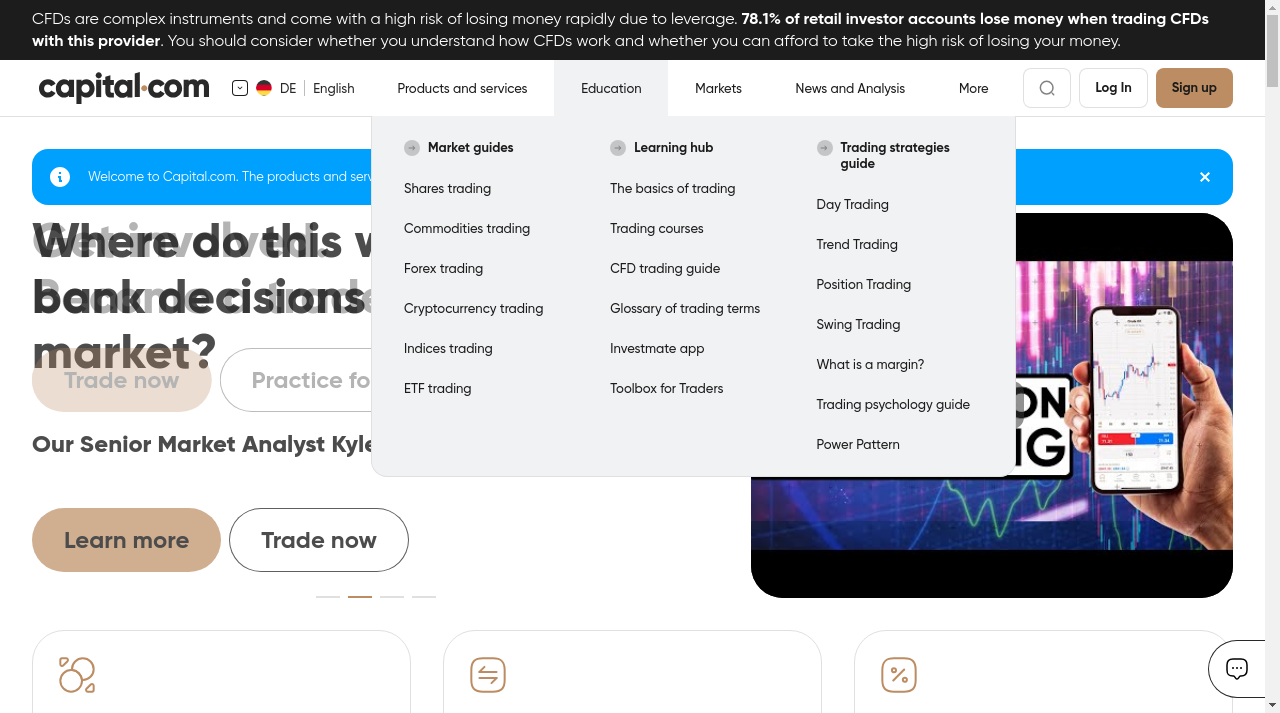 CFDs are complex instruments and come with a high risk of losing money rapidly due to leverage. 78.1% of retail investor accounts lose money when trading CFDs
with this provider. You should consider whether you understand how CFDs work and whether you can afford to take the high risk of losing your money.
capital.com
DE
English
Products and services
Education
Markets
News and Analysis
More
Log In
Sign up
Market guides
Shares trading
Commodities trading
Forex trading
Cryptocurrency trading
Indices trading
ETF trading
Learning hub
The basics of trading
Trading courses
CFD trading guide
Glossary of trading terms
Investmate app
Toolbox for Traders
Trading strategies
guide
Day Trading
Trend Trading
Position Trading
Swing Trading
What is a margin?
Trading psychology guide
Power Pattern
Welcome to Capital.com. The products and serv
Where do this w
bank decisions
market?
Get involved.
Trade now
Practice fo
Our Senior Market Analyst Kyle
Learn more
Trade now
ON